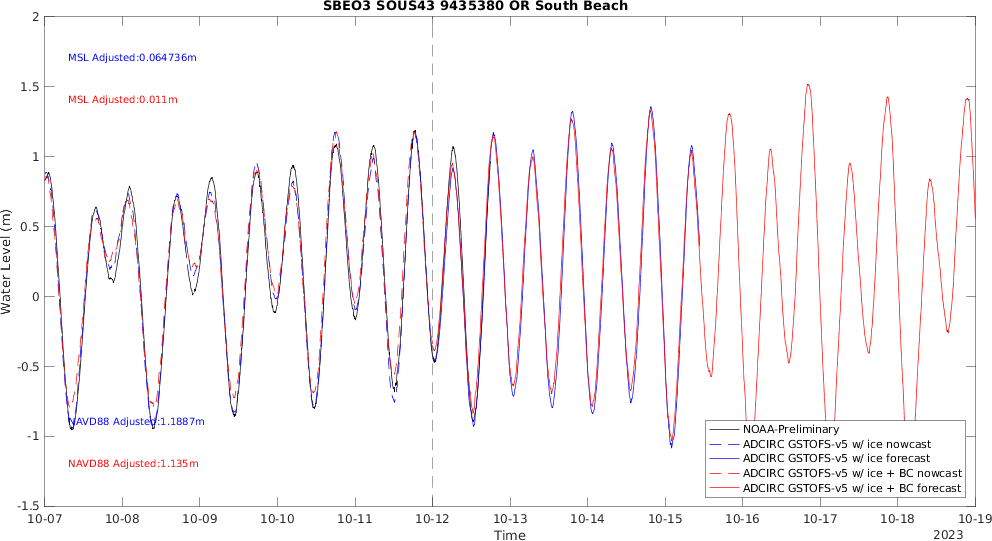 SBEO3 SOUS43 9435380 OR South Beach
2
1.5
1
0.5
0
-0.5
-1
-1.5
Water Level (m)
MSL Adjusted:0.064736m
MSL Adjusted:0.011m
NAVD88 Adjusted:1.1887m
NAVD88 Adjusted:1.135m
NOAA-Preliminary
ADCIRC GSTOFS-v5 w/ ice nowcast
ADCIRC GSTOFS-v5 w/ ice forecast
ADCIRC GSTOFS-v5 w/ ice + BC nowcast
ADCIRC GSTOFS-v5 w/ ice + BC forecast
10-07 10-08 10-09 10-10 10-11 10-12 10-13 10-14 10-15 10-16 10-17 10-18 10-19
Time
2023